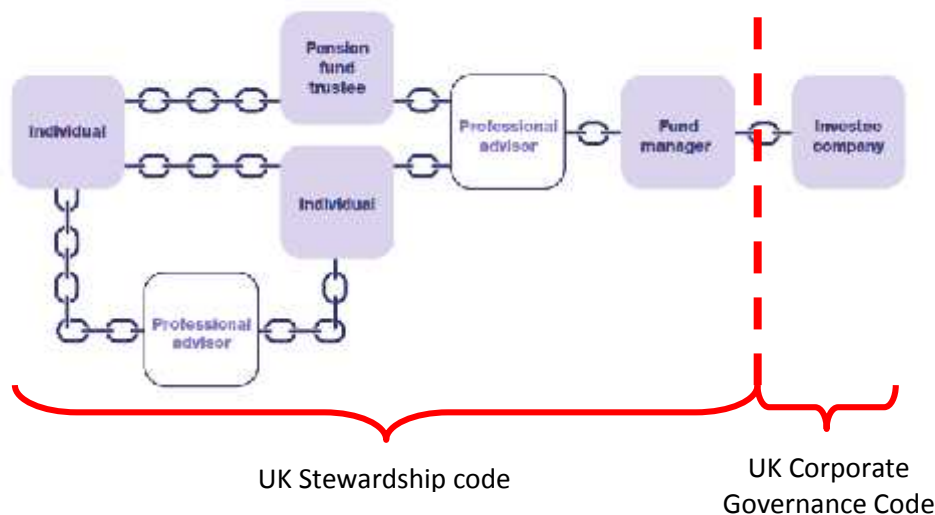 Pension
fund
trustee
Individual
Professional
advisor
Fund
manager
Investee
company
Individual
Professional
advisor
UK Stewardship code
UK Corporate
Governance Code